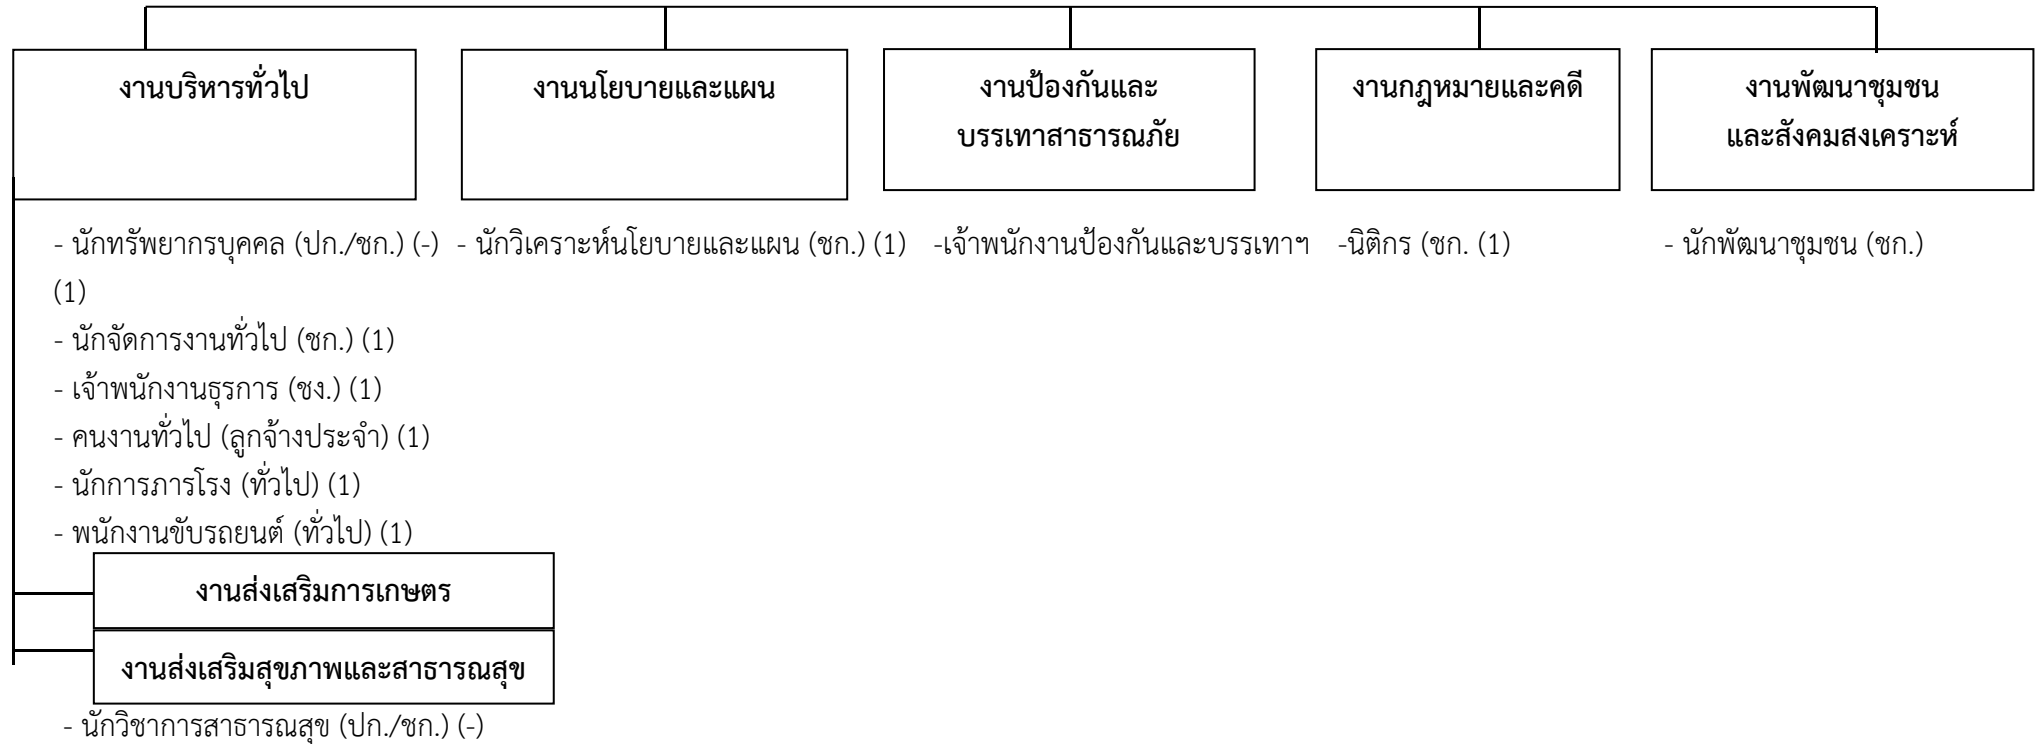 งานบริหารทั่วไป
งานนโยบายและแผน
งานป้องกันและ
บรรเทาสาธารณภัย
งานกฎหมายและคดี
งานพัฒนาชุมชน
และสังคมสงเคราะห์
- นักทรัพยากรบุคคล (ปก./ชก.) (-)
(1)
- นักจัดการงานทั่วไป (ชก.) (1)
- เจ้าพนักงานธุรการ (ชง.) (1)
- คนงานทั่วไป (ลูกจ้างประจำ) (1)
- นักการภารโรง (ทั่วไป) (1)
- พนักงานขับรถยนต์ (ทั่วไป) (1)
- นักวิเคราะห์นโยบายและแผน (ชก.) (1)
-เจ้าพนักงานป้องกันและบรรเทาฯ
-นิติกร (ชก. (1)
- นักพัฒนาชุมชน (ชก.)
งานส่งเสริมการเกษตร
งานส่งเสริมสุขภาพและสาธารณสุข
- นักวิชาการสาธารณสุข (ปก./ชก.) (-)